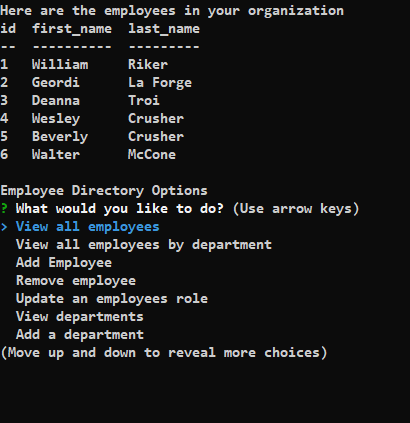 Here are the employees in your organization
id  first_name  last_name
--  ----------  ---------
1   William     Riker
2   Geordi      La Forge
3   Deanna      Troi
4   Wesley      Crusher
5   Beverly     Crusher
6   Walter      McCone

Employee Directory Options
? What would you like to do? (Use arrow keys)
> View all employees
  View all employees by department
  Add Employee
  Remove employee
  Update an employees role
  View departments
  Add a department
(Move up and down to reveal more choices)